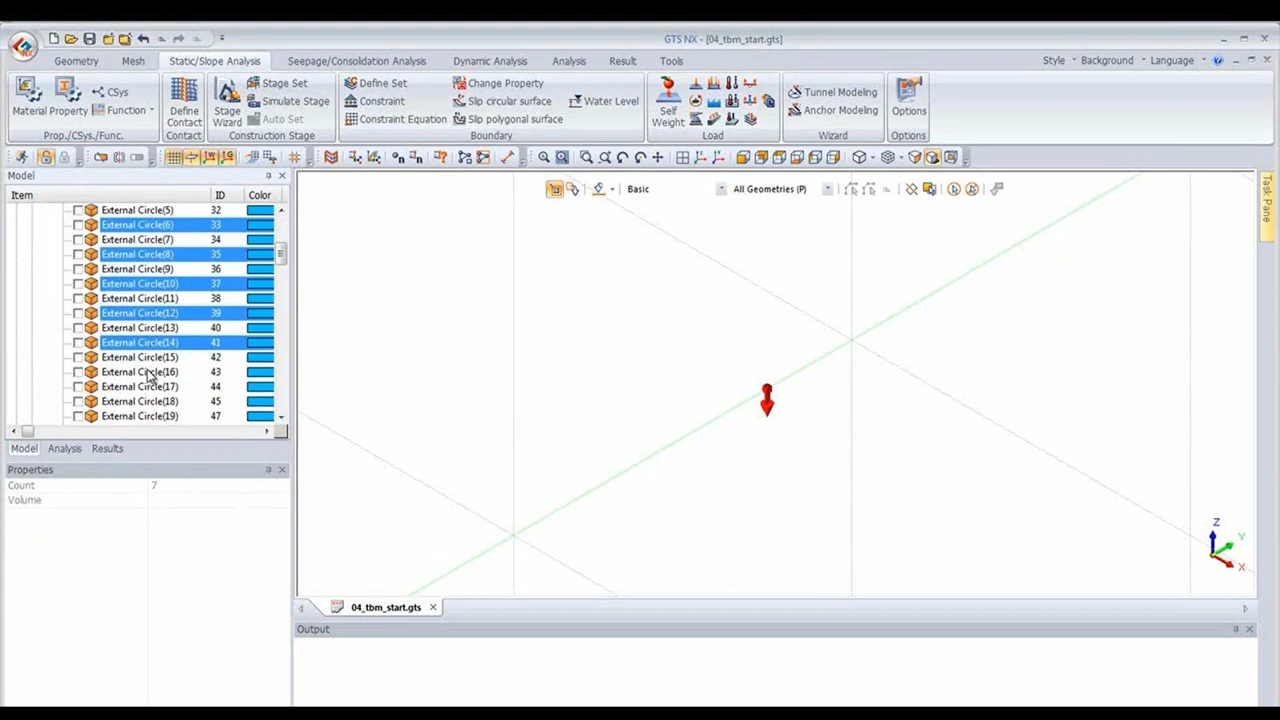 GTS NX - [04_tbm_start.gts]
Geometry Mesh Static/Slope Analysis Seepage/Consolidation Analysis Dynamic Analysis Analysis Result Tools Style Background Language
Material Property CSys Function Prop./CSys./Func.
Define Contact Contact
Stage Wizard Stage Set Simulate Stage Auto Set Construction Stage
Define Set Constraint Constraint Equation Change Property Slip circular surface Slip polygonal surface Water Level Boundary
Self Weight Load
Tunnel Modeling Anchor Modeling Wizard
Options Options
Model
Item ID Color
External Circle(5) 32
External Circle(6) 33
External Circle(7) 34
External Circle(8) 35
External Circle(9) 36
External Circle(10) 37
External Circle(11) 38
External Circle(12) 39
External Circle(13) 40
External Circle(14) 41
External Circle(15) 42
External Circle(16) 43
External Circle(17) 44
External Circle(18) 45
External Circle(19) 47
Model Analysis Results
Properties
Count 7
Volume
Basic All Geometries (P)
Task Pane
Z
Y
X
04_tbm_start.gts
Output